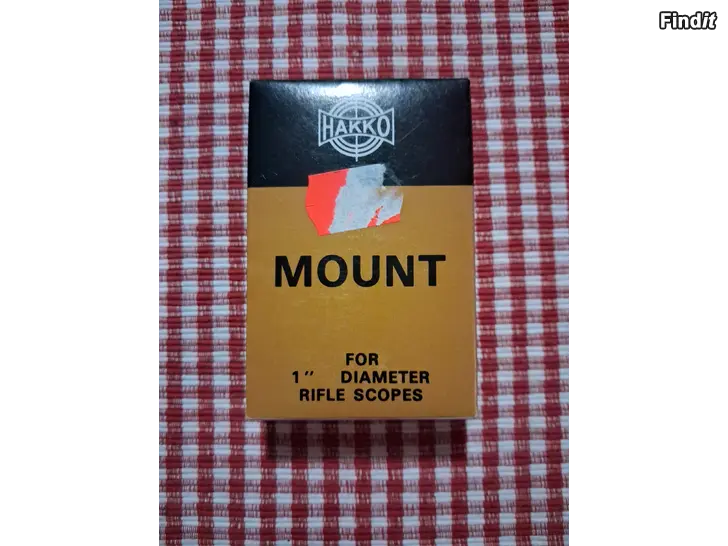 Findit
HAKKO
MOUNT
FOR
1" DIAMETER
RIFLE SCOPES